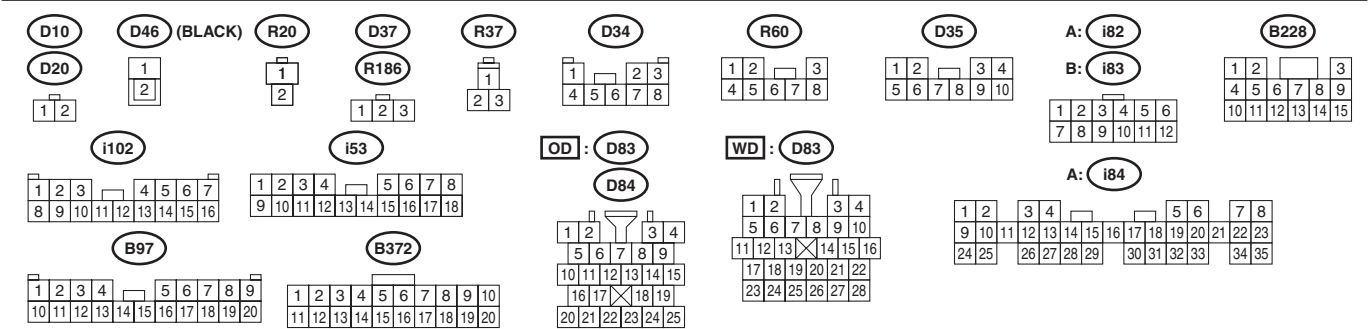 D10 D46 (BLACK) R20 D37 R37 D34 R60 D35 A: i82 B228
D20 R186 B: i83
1
2
1 2
1
2
1 2 3
1
2 3
1 2 3
4 5 6 7 8
1 2 3
4 5 6 7 8
1 2 3 4
5 6 7 8 9 10
1 2 3 4 5 6
7 8 9 10 11 12
1 2 3
4 5 6 7 8 9
10 11 12 13 14 15
i102 i53 OD : D83 WD : D83 A: i84
D84
1 2 3 4 5 6 7
8 9 10 11 12 13 14 15 16
1 2 3 4 5 6 7 8
9 10 11 12 13 14 15 16 17 18
1 2 3 4
5 6 7 8 9
10 11 12 13 14 15
16 17 18 19
20 21 22 23 24 25
1 2 3 4
5 6 7 8 9 10
11 12 13 14 15 16
17 18 19 20 21 22
23 24 25 26 27 28
1 2 3 4 5 6 7 8
9 10 11 12 13 14 15 16 17 18 19 20 21 22 23
24 25 26 27 28 29 30 31 32 33 34 35
B97 B372
1 2 3 4 5 6 7 8 9
10 11 12 13 14 15 16 17 18 19 20
1 2 3 4 5 6 7 8 9 10
11 12 13 14 15 16 17 18 19 20